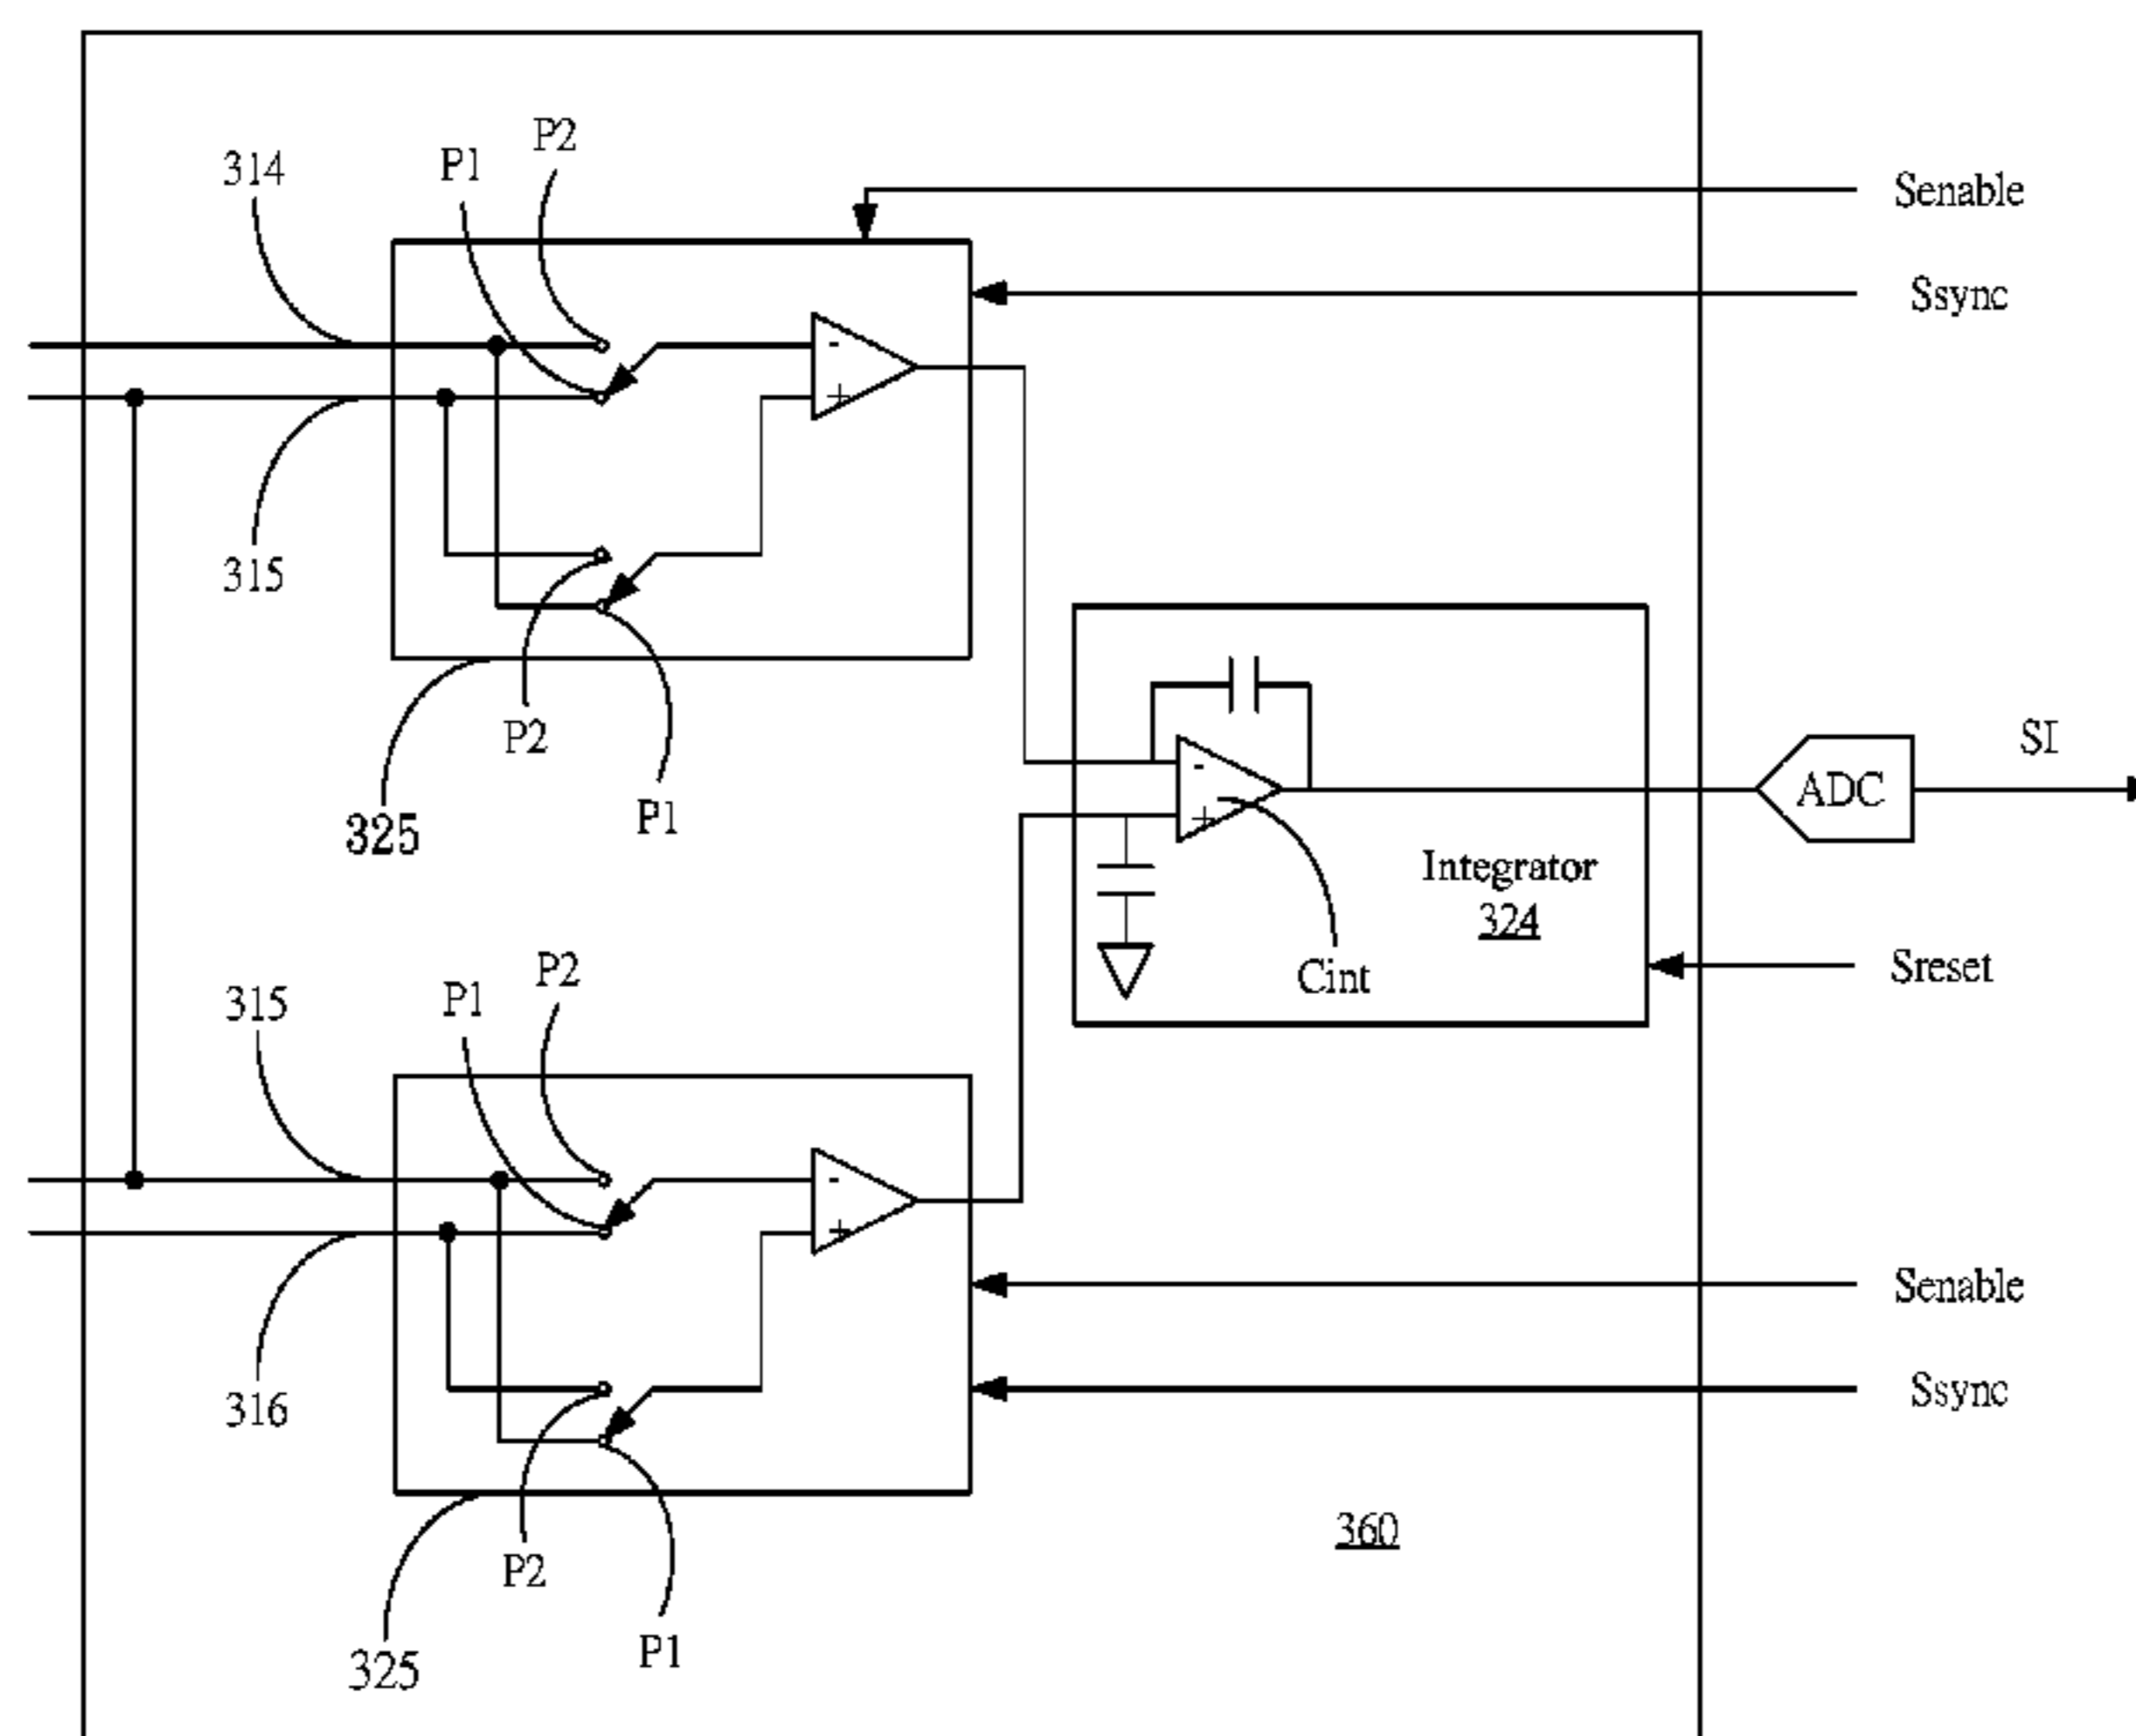 P2
P1
314
Senable
Ssync
-
+
315
P2
P1
325
SI
-
ADC
+
Integrator
324
Cint
Sreset
P2
P1
315
-
+
Senable
316
Ssync
360
P2
P1
325